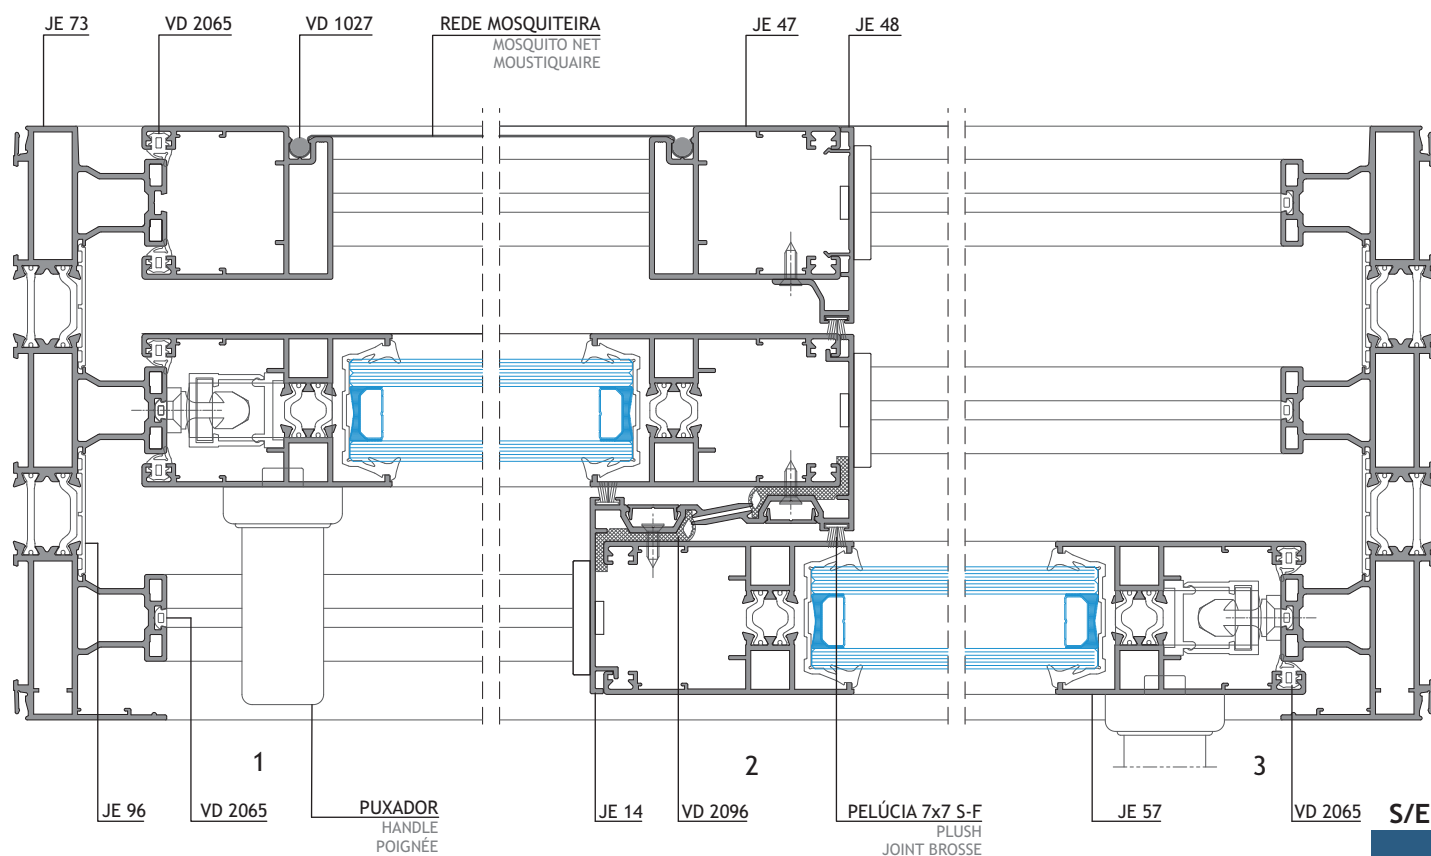 JE 73
VD 2065
VD 1027
REDE MOSQUITEIRA
MOSQUITO NET
MOUSTIQUAIRE
JE 47
JE 48
1
2
3
JE 96
VD 2065
PUXADOR
HANDLE
POIGNÉE
JE 14
VD 2096
PELÚCIA 7x7 S-F
PLUSH
JOINT BROSSE
JE 57
VD 2065
S/E